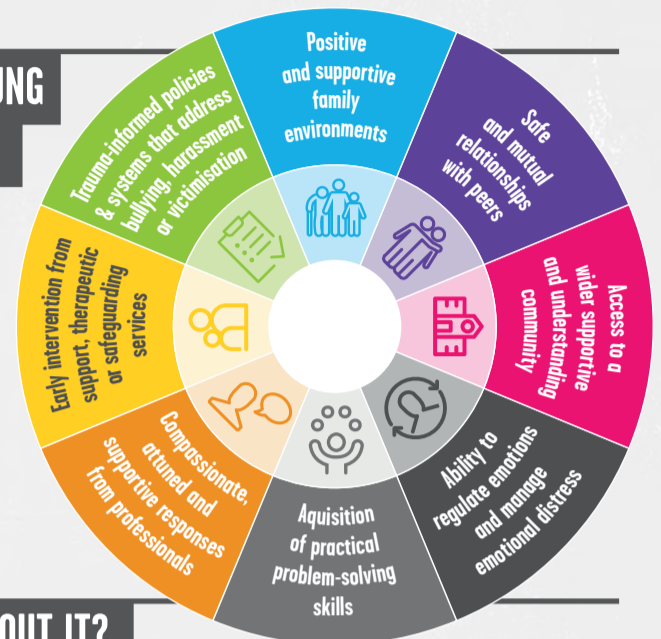 UNG
Positive
and supportive
family
environments
Safe
and mutual
relationships
with peers
Access to a
wider supportive
and understanding
community
Ability to
regulate emotions
and manage
emotional distress
Aquisition
of practical
problem-solving
skills
Compassionate,
attuned and
supportive responses
from professionals
Early intervention from
support, therapeutic
or safeguarding
services
Trauma-informed policies
& systems that address
bullying, harassment
or victimisation
OUT IT?